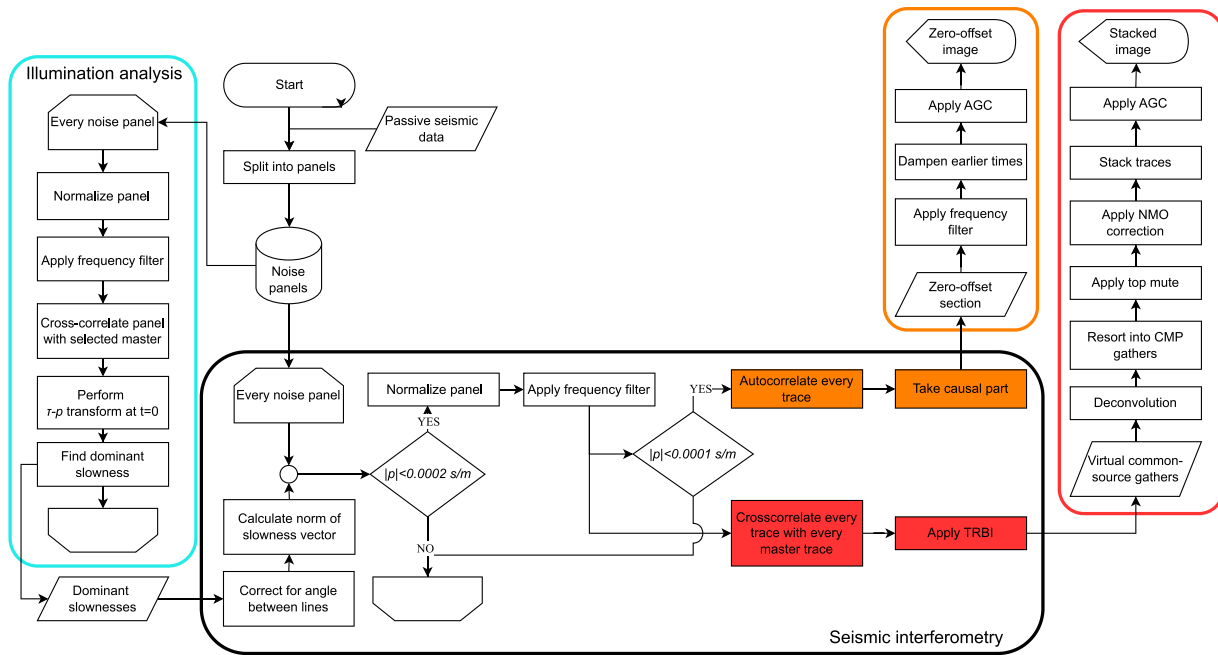 Illumination analysis
Every noise panel
Normalize panel
Apply frequency filter
Cross-correlate panel
with selected master
Perform
τ-p transform at t=0
Find dominant
slowness
Dominant
slownesses
Start
Passive seismic
data
Split into panels
Noise
panels
Every noise panel
Calculate norm of
slowness vector
Correct for angle
between lines
|p|<0.0002 s/m
YES
NO
Normalize panel
Apply frequency filter
|p|<0.0001 s/m
YES
Autocorrelate every
trace
Take causal part
Crosscorrelate every
trace with every
master trace
Apply TRBI
Seismic interferometry
Zero-offset
image
Apply AGC
Dampen earlier times
Apply frequency
filter
Zero-offset
section
Stacked
image
Apply AGC
Stack traces
Apply NMO
correction
Apply top mute
Resort into CMP
gathers
Deconvolution
Virtual common-
source gathers